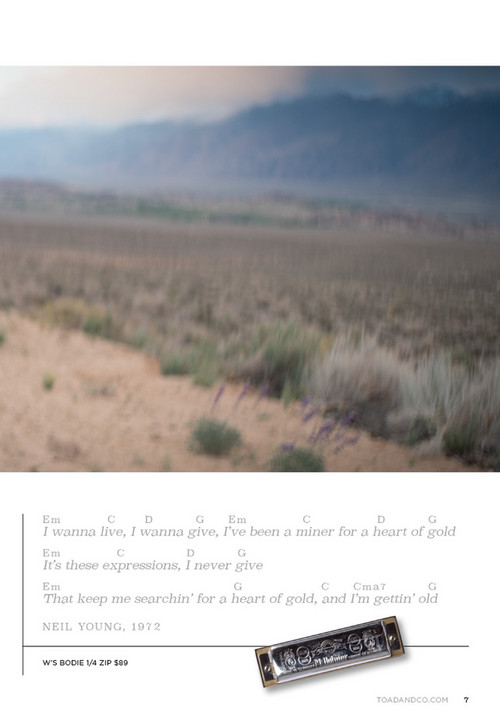 Em C D G Em C D G
I wanna live, I wanna give, I've been a miner for a heart of gold
Em C D G
It's these expressions, I never give
Em G C Cma7 G
That keep me searchin' for a heart of gold, and I'm gettin' old
NEIL YOUNG, 1972
W'S BODIE 1/4 ZIP $89
M. Hohner
TOADANDCO.COM 7